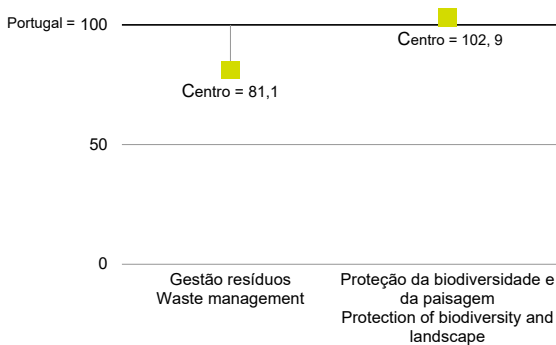 Portugal = 100
Centro = 102, 9
Centro = 81,1
50
0
Gestão resíduos
Waste management
Proteção da biodiversidade e
da paisagem
Protection of biodiversity and
landscape